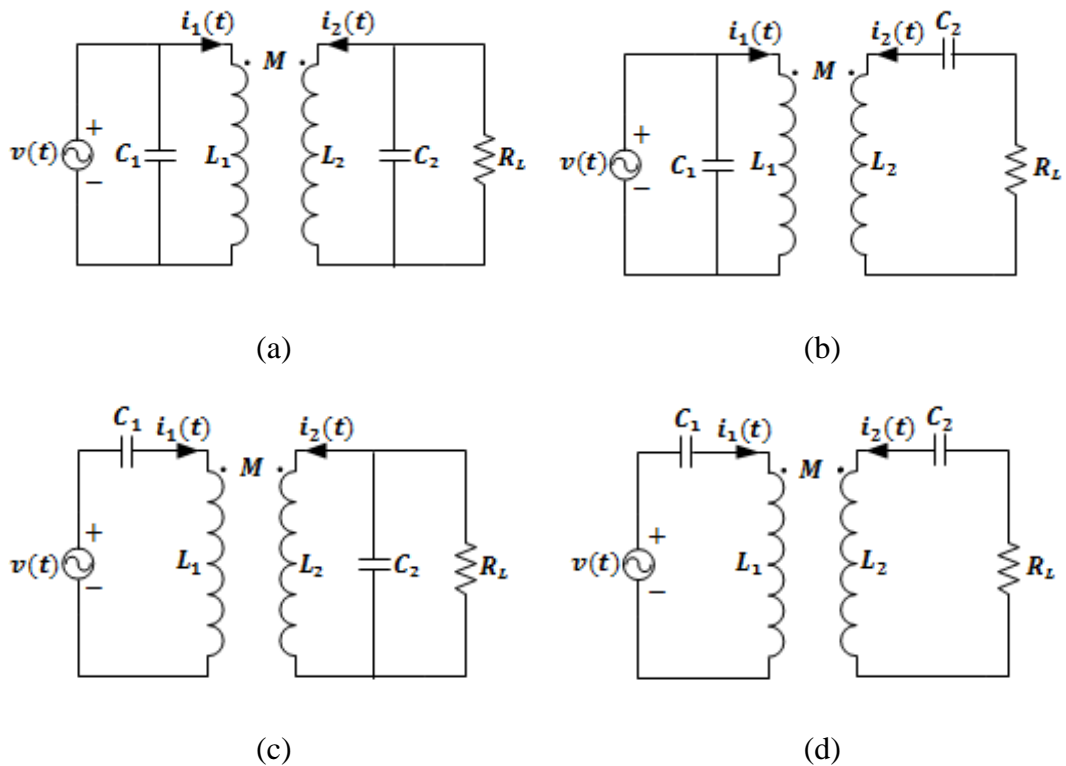 i₁(t) i₂(t)
M
+
v(t) C₁ L₁ L₂ C₂ R_L
−
(a)
C₂
i₁(t) i₂(t)
M
+
v(t) C₁ L₁ L₂ R_L
−
(b)
C₁ i₁(t) i₂(t)
M
+
v(t) L₁ L₂ C₂ R_L
−
(c)
C₁ i₁(t) i₂(t) C₂
M
+
v(t) L₁ L₂ R_L
−
(d)